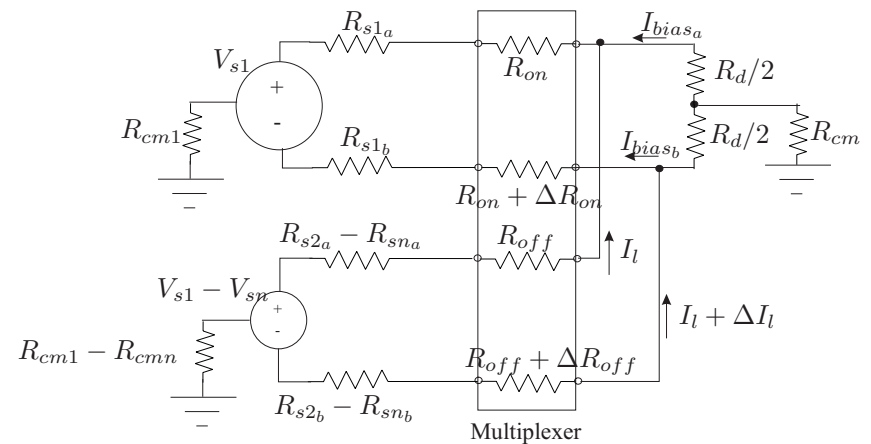 R_{s1_a}
I_{bias_a}
V_{s1}
R_{on}
R_d/2
+
-
R_{cm1}
R_{s1_b}
I_{bias_b}
R_d/2
R_{cm}
R_{on} + ΔR_{on}
R_{s2_a} − R_{sn_a}
R_{off}
I_l
V_{s1} − V_{sn}
+
-
I_l + ΔI_l
R_{cm1} − R_{cmn}
R_{off} + ΔR_{off}
R_{s2_b} − R_{sn_b}
Multiplexer